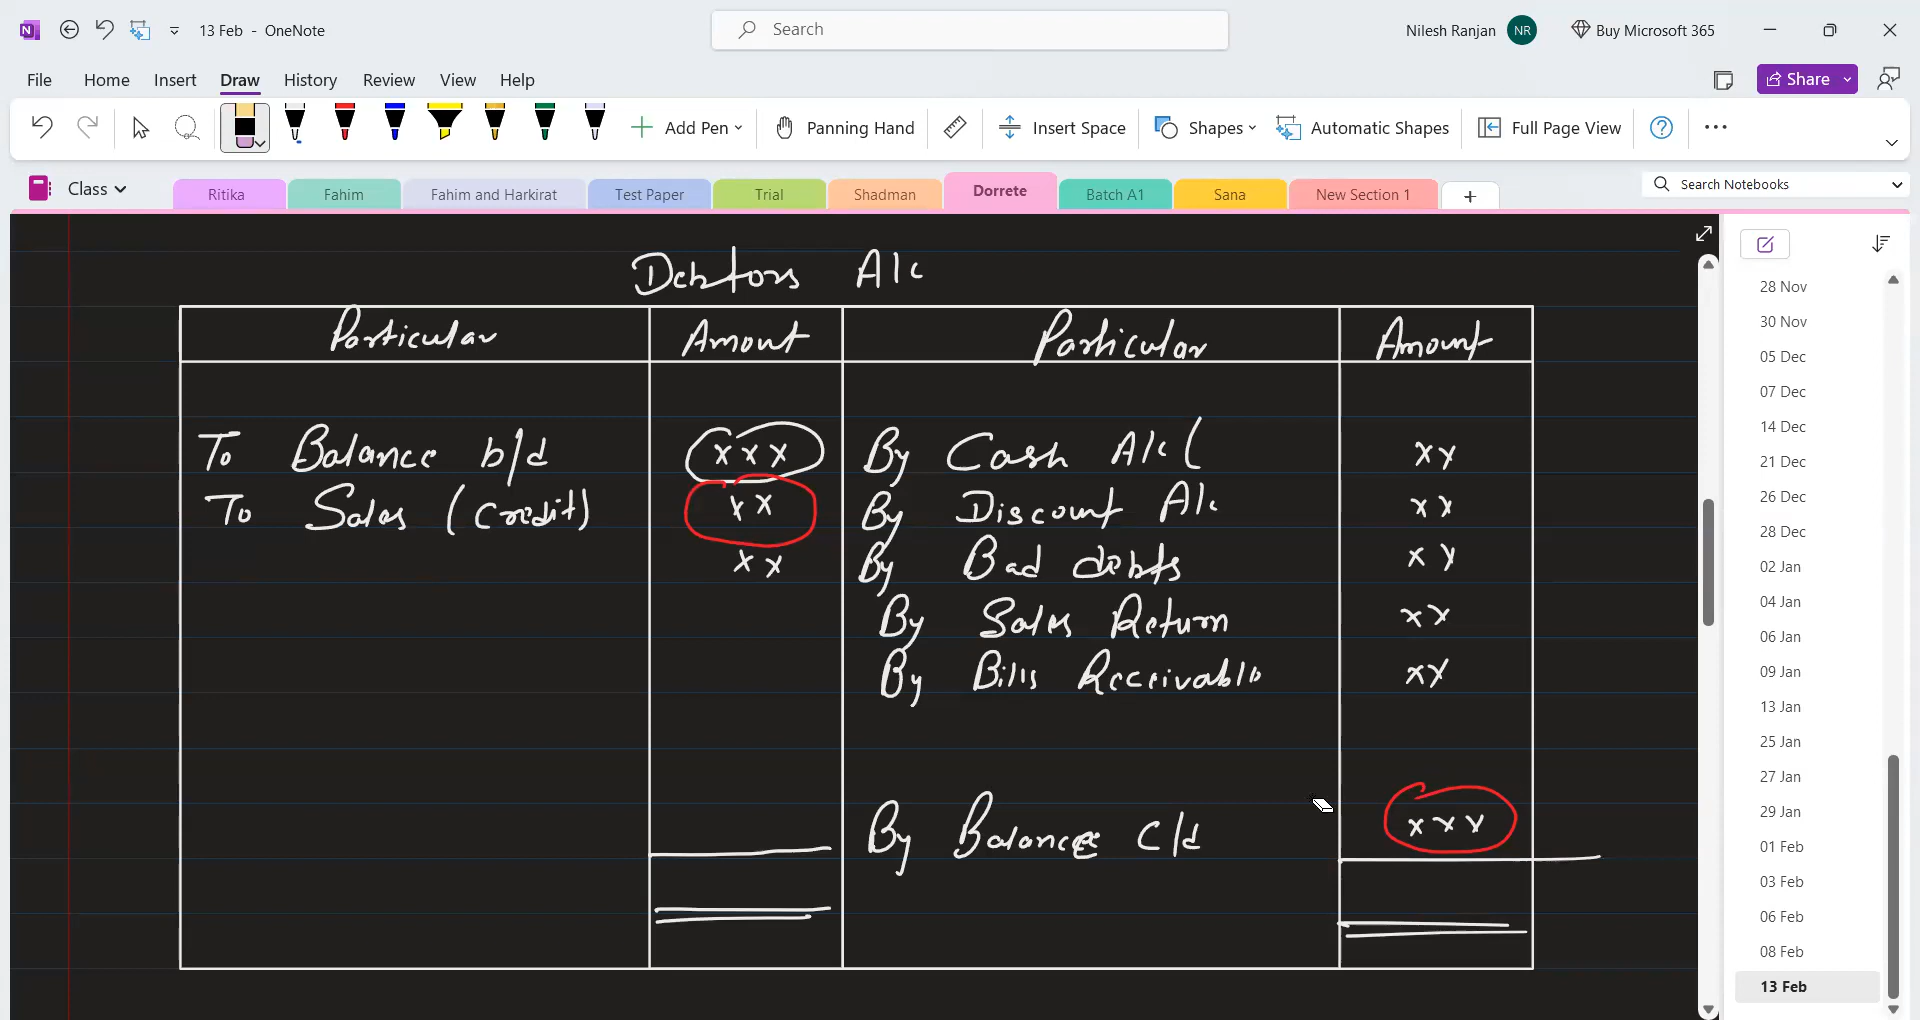 13 Feb - OneNote
Search
Nilesh Ranjan NR
Buy Microsoft 365
File Home Insert Draw History Review View Help
Share
Add Pen
Panning Hand
Insert Space
Shapes
Automatic Shapes
Full Page View
Class
Ritika
Fahim
Fahim and Harkirat
Test Paper
Trial
Shadman
Dorrete
Batch A1
Sana
New Section 1
+
Search Notebooks
Debtors A/c
Particular Amount Particular Amount
To Balance b/d xxx By Cash A/c ( xx
To Sales (credit) xx By Discount A/c xx
xx By Bad debts xx
By Sales Return xx
By Bills Receivable xx
By Balance c/d xxx
28 Nov
30 Nov
05 Dec
07 Dec
14 Dec
21 Dec
26 Dec
28 Dec
02 Jan
04 Jan
06 Jan
09 Jan
13 Jan
25 Jan
27 Jan
29 Jan
01 Feb
03 Feb
06 Feb
08 Feb
13 Feb